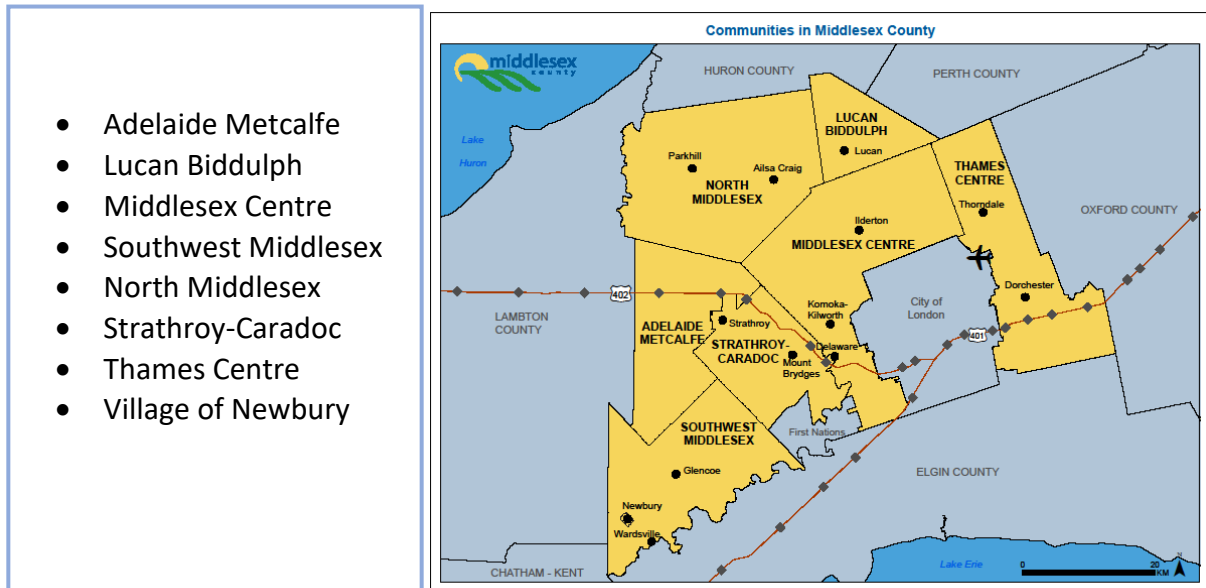 • Adelaide Metcalfe
• Lucan Biddulph
• Middlesex Centre
• Southwest Middlesex
• North Middlesex
• Strathroy-Caradoc
• Thames Centre
• Village of Newbury
Communities in Middlesex County
middlesex
county
HURON COUNTY
PERTH COUNTY
Lake
Huron
LUCAN
BIDDULPH
Lucan
Parkhill
Ailsa Craig
NORTH
MIDDLESEX
THAMES
CENTRE
Thorndale
OXFORD COUNTY
Ilderton
MIDDLESEX CENTRE
402
LAMBTON
COUNTY
ADELAIDE
METCALFE
Strathroy
STRATHROY-
CARADOC
Mount
Brydges
Komoka-
Kilworth
Delaware
City of
London
401
Dorchester
First Nations
SOUTHWEST
MIDDLESEX
Glencoe
Newbury
Wardsville
ELGIN COUNTY
CHATHAM - KENT
Lake Erie
0 20
KM
N